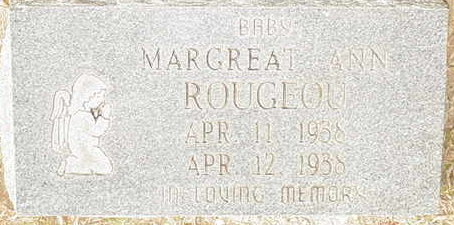 BABY
MARGREAT ANN
ROUGEOU
APR. 11. 1938
APR. 12. 1938
IN LOVING MEMORY